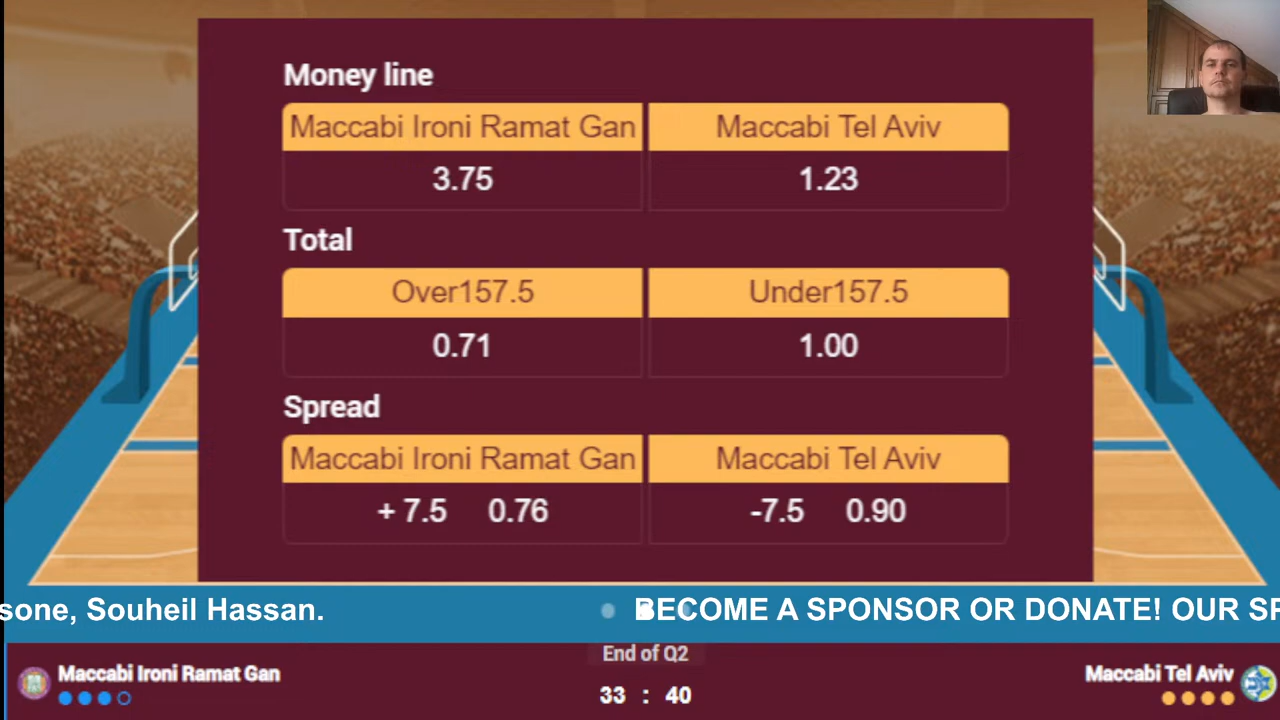 Money line
Maccabi Ironi Ramat Gan Maccabi Tel Aviv
3.75 1.23
Total
Over157.5 Under157.5
0.71 1.00
Spread
Maccabi Ironi Ramat Gan Maccabi Tel Aviv
+ 7.5 0.76 -7.5 0.90
sone, Souheil Hassan. BECOME A SPONSOR OR DONATE! OUR SP
End of Q2
Maccabi Ironi Ramat Gan Maccabi Tel Aviv
33 : 40